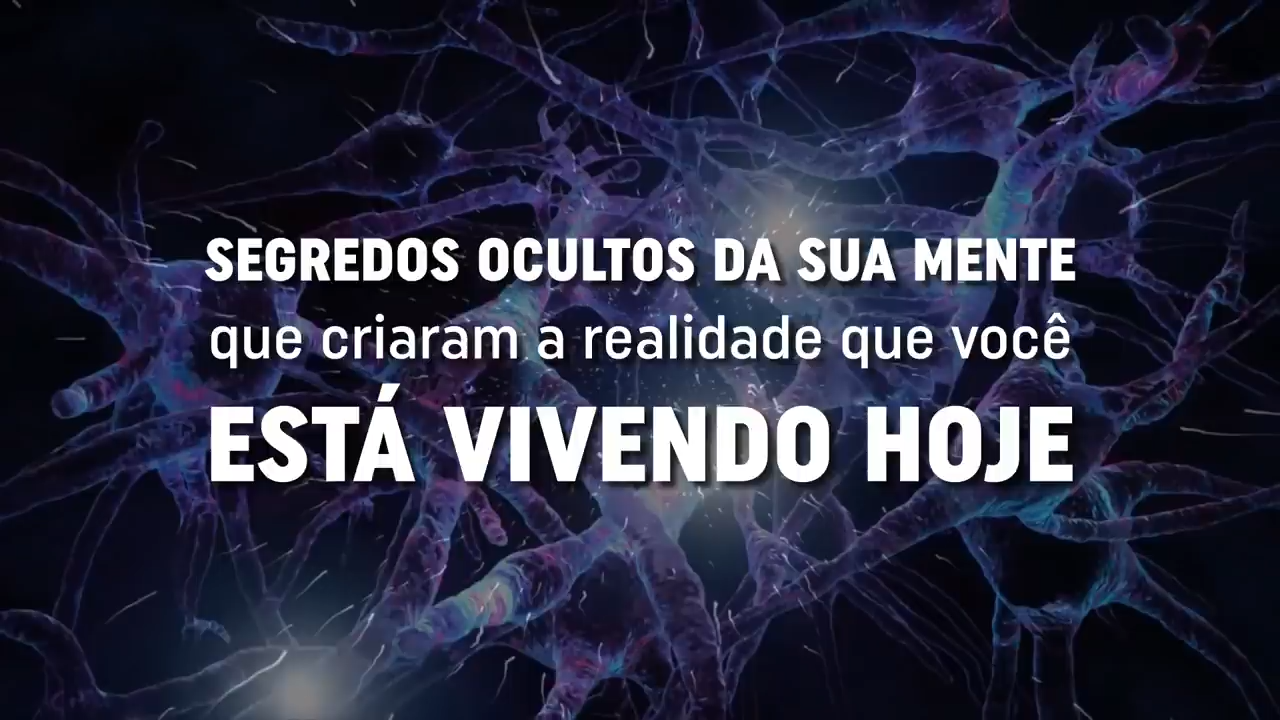 SEGREDOS OCULTOS DA SUA MENTE
que criaram a realidade que você
ESTÁ VIVENDO HOJE